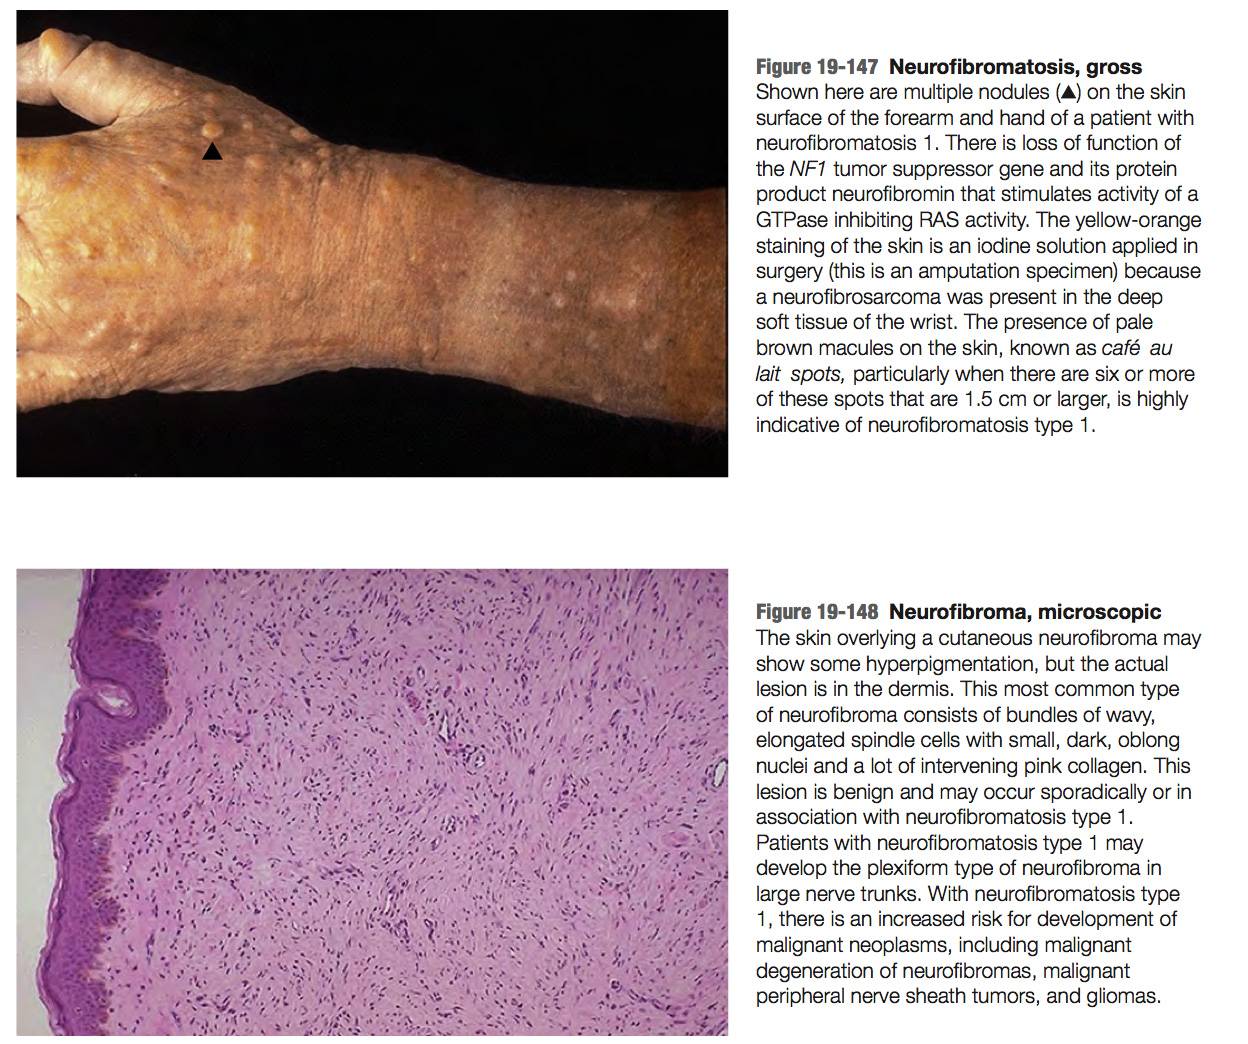 Figure 19-147 Neurofibromatosis, gross
Shown here are multiple nodules (▲) on the skin
surface of the forearm and hand of a patient with
neurofibromatosis 1. There is loss of function of
the NF1 tumor suppressor gene and its protein
product neurofibromin that stimulates activity of a
GTPase inhibiting RAS activity. The yellow-orange
staining of the skin is an iodine solution applied in
surgery (this is an amputation specimen) because
a neurofibrosarcoma was present in the deep
soft tissue of the wrist. The presence of pale
brown macules on the skin, known as café au
lait spots, particularly when there are six or more
of these spots that are 1.5 cm or larger, is highly
indicative of neurofibromatosis type 1.
Figure 19-148 Neurofibroma, microscopic
The skin overlying a cutaneous neurofibroma may
show some hyperpigmentation, but the actual
lesion is in the dermis. This most common type
of neurofibroma consists of bundles of wavy,
elongated spindle cells with small, dark, oblong
nuclei and a lot of intervening pink collagen. This
lesion is benign and may occur sporadically or in
association with neurofibromatosis type 1.
Patients with neurofibromatosis type 1 may
develop the plexiform type of neurofibroma in
large nerve trunks. With neurofibromatosis type
1, there is an increased risk for development of
malignant neoplasms, including malignant
degeneration of neurofibromas, malignant
peripheral nerve sheath tumors, and gliomas.